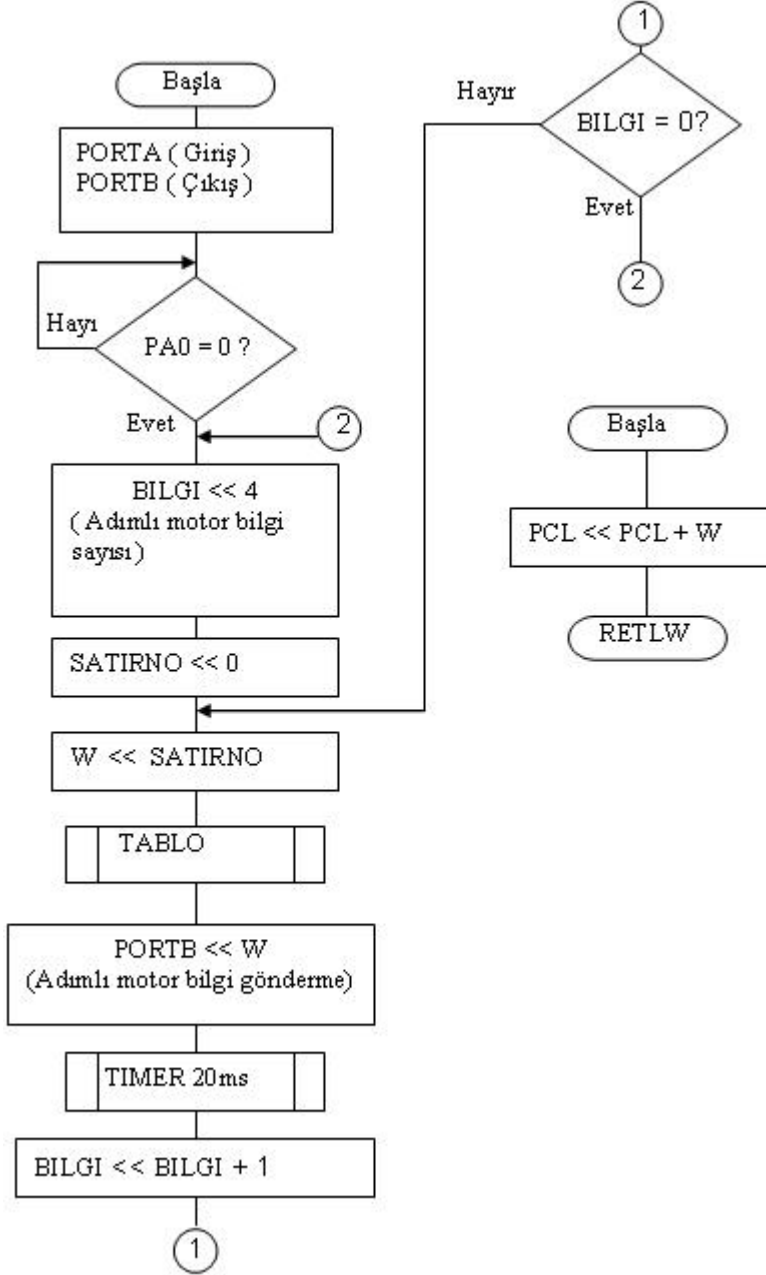 Başla
PORTA ( Giriş )
PORTB ( Çıkış )
Hayı
PA0 = 0 ?
Evet
2
BILGI << 4
( Adımlı motor bilgi
sayısı )
SATIRNO << 0
W << SATIRNO
TABLO
PORTB << W
(Adımlı motor bilgi gönderme)
TIMER 20ms
BILGI << BILGI + 1
1
1
Hayır
BILGI = 0?
Evet
2
Başla
PCL << PCL + W
RETLW